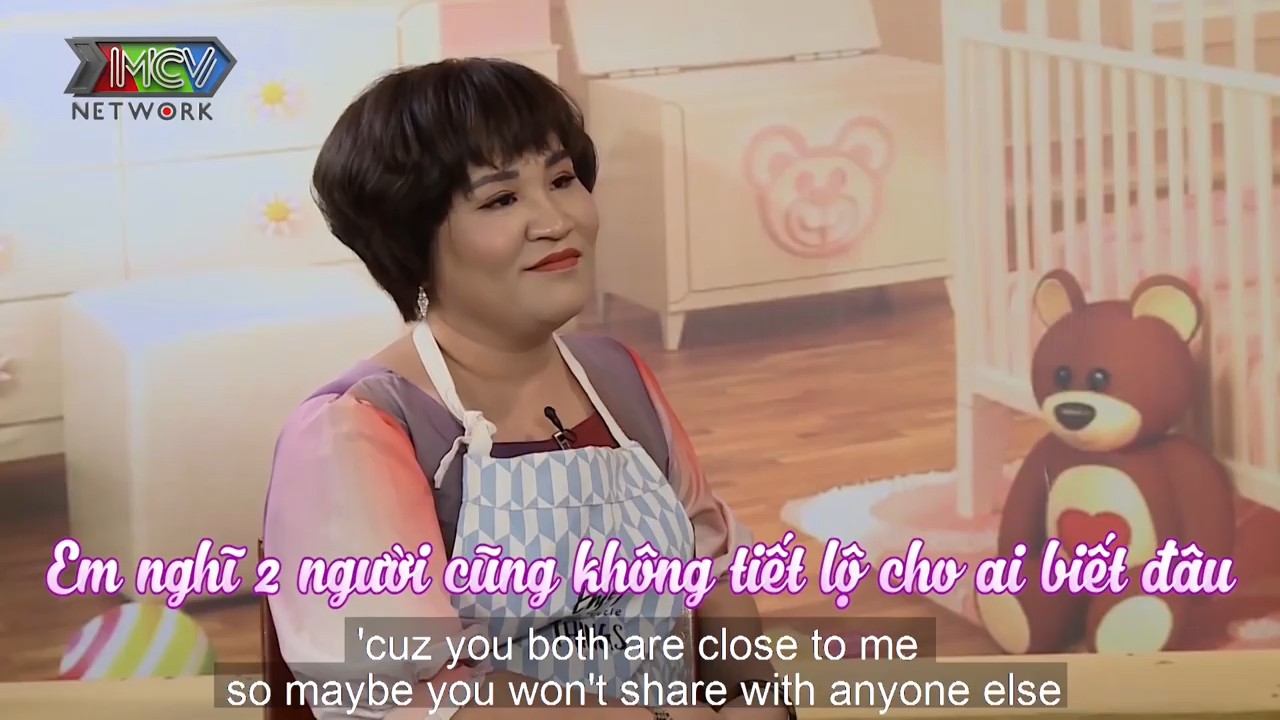 MCV
NETWORK
Em nghĩ 2 người cũng không tiết lộ cho ai biết đâu
THINGS
'cuz you both are close to me
so maybe you won't share with anyone else